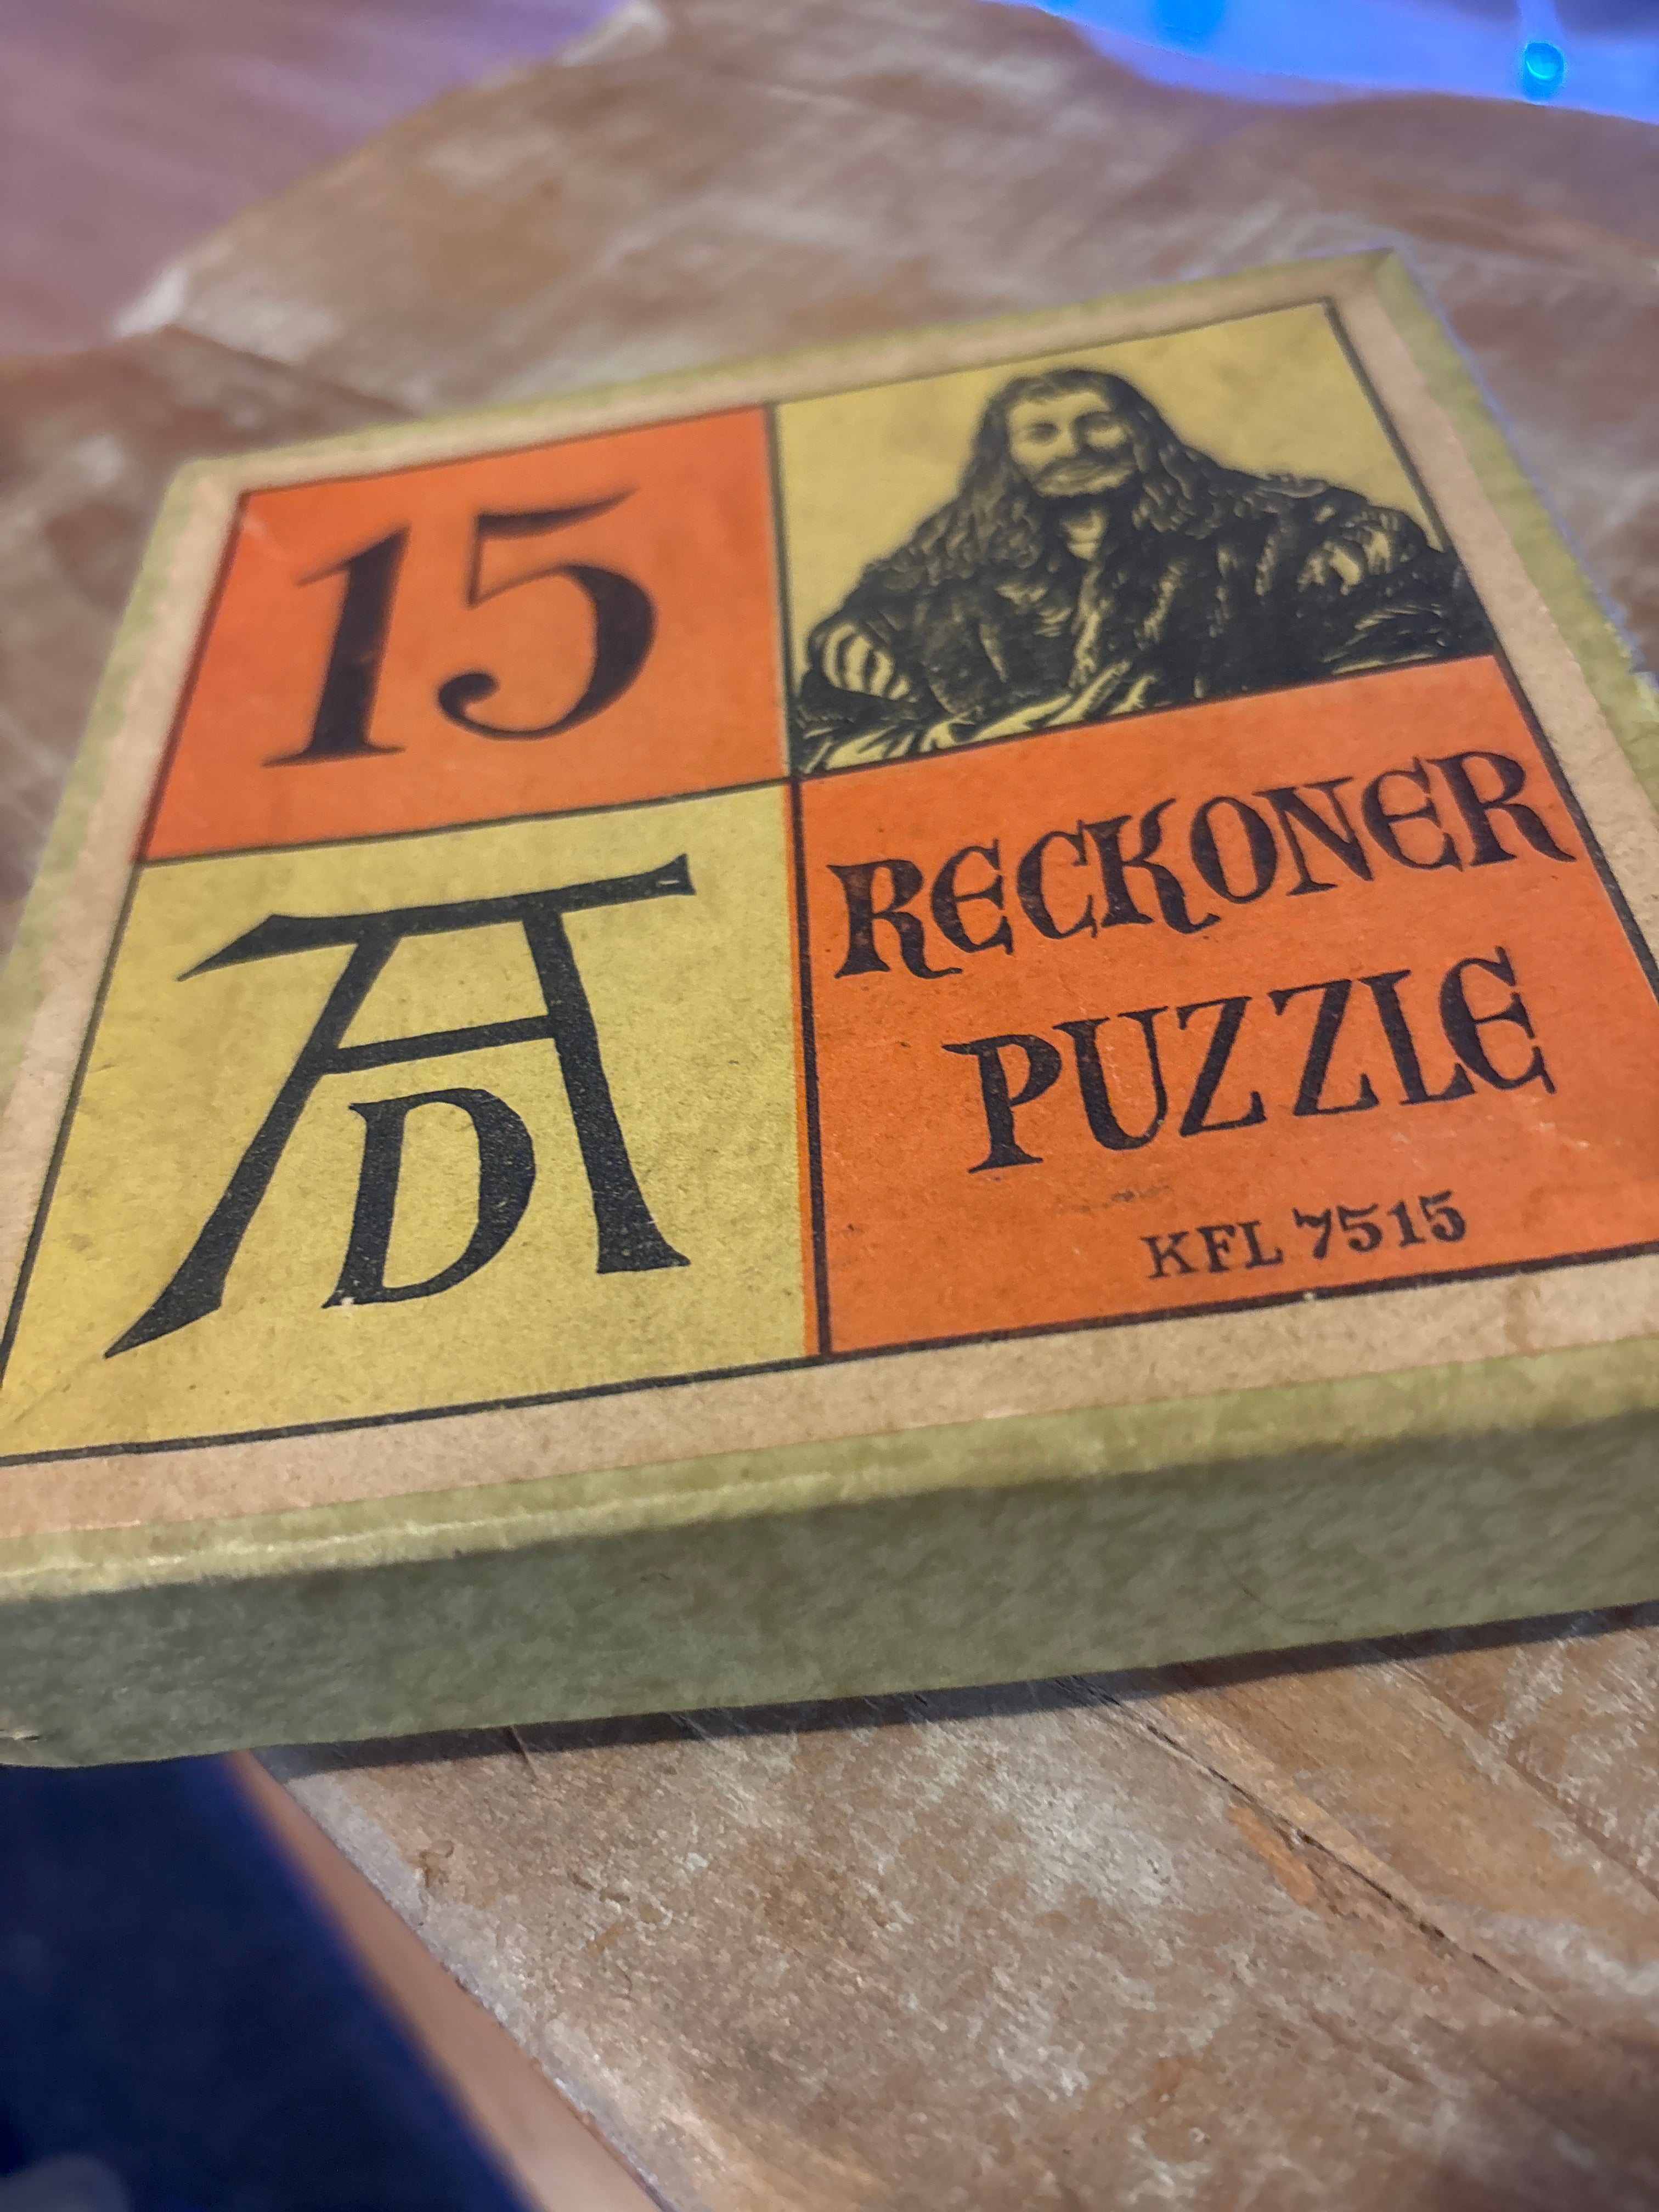 15
AD
RECKONER
PUZZLE
KFL 7515